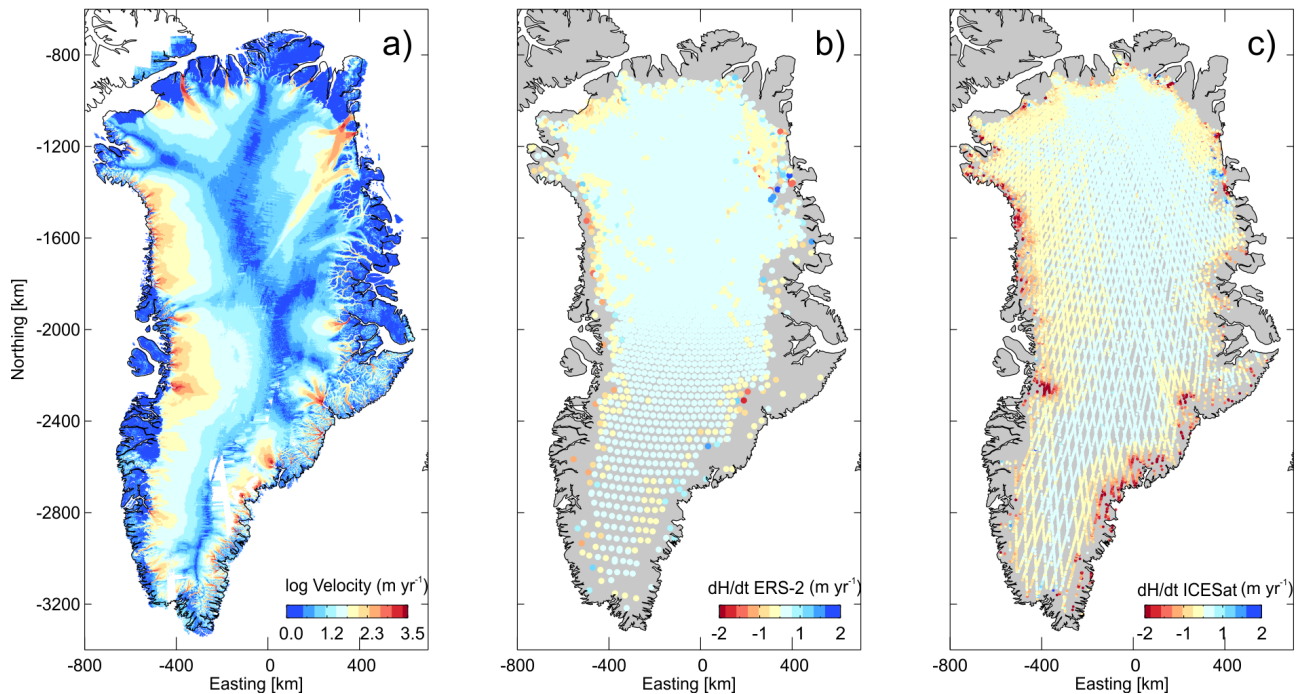 a)
b)
c)
-800
-1200
-1600
-2000
-2400
-2800
-3200
Northing [km]
log Velocity (m yr⁻¹)
0.0 1.2 2.3 3.5
dH/dt ERS-2 (m yr⁻¹)
-2 -1 1 2
dH/dt ICESat (m yr⁻¹)
-2 -1 1 2
-800 -400 0 400
-800 -400 0 400
-800 -400 0 400
Easting [km]
Easting [km]
Easting [km]